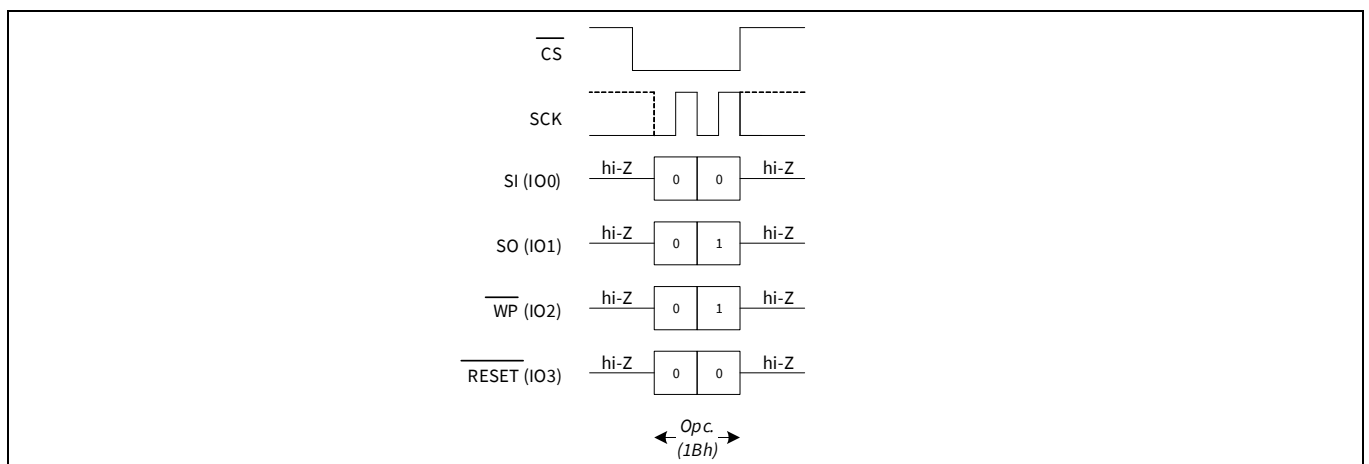 CS
SCK
SI (IO0) hi-Z 0 0 hi-Z
SO (IO1) hi-Z 0 1 hi-Z
WP (IO2) hi-Z 0 1 hi-Z
RESET (IO3) hi-Z 0 0 hi-Z
Opc.
(1Bh)